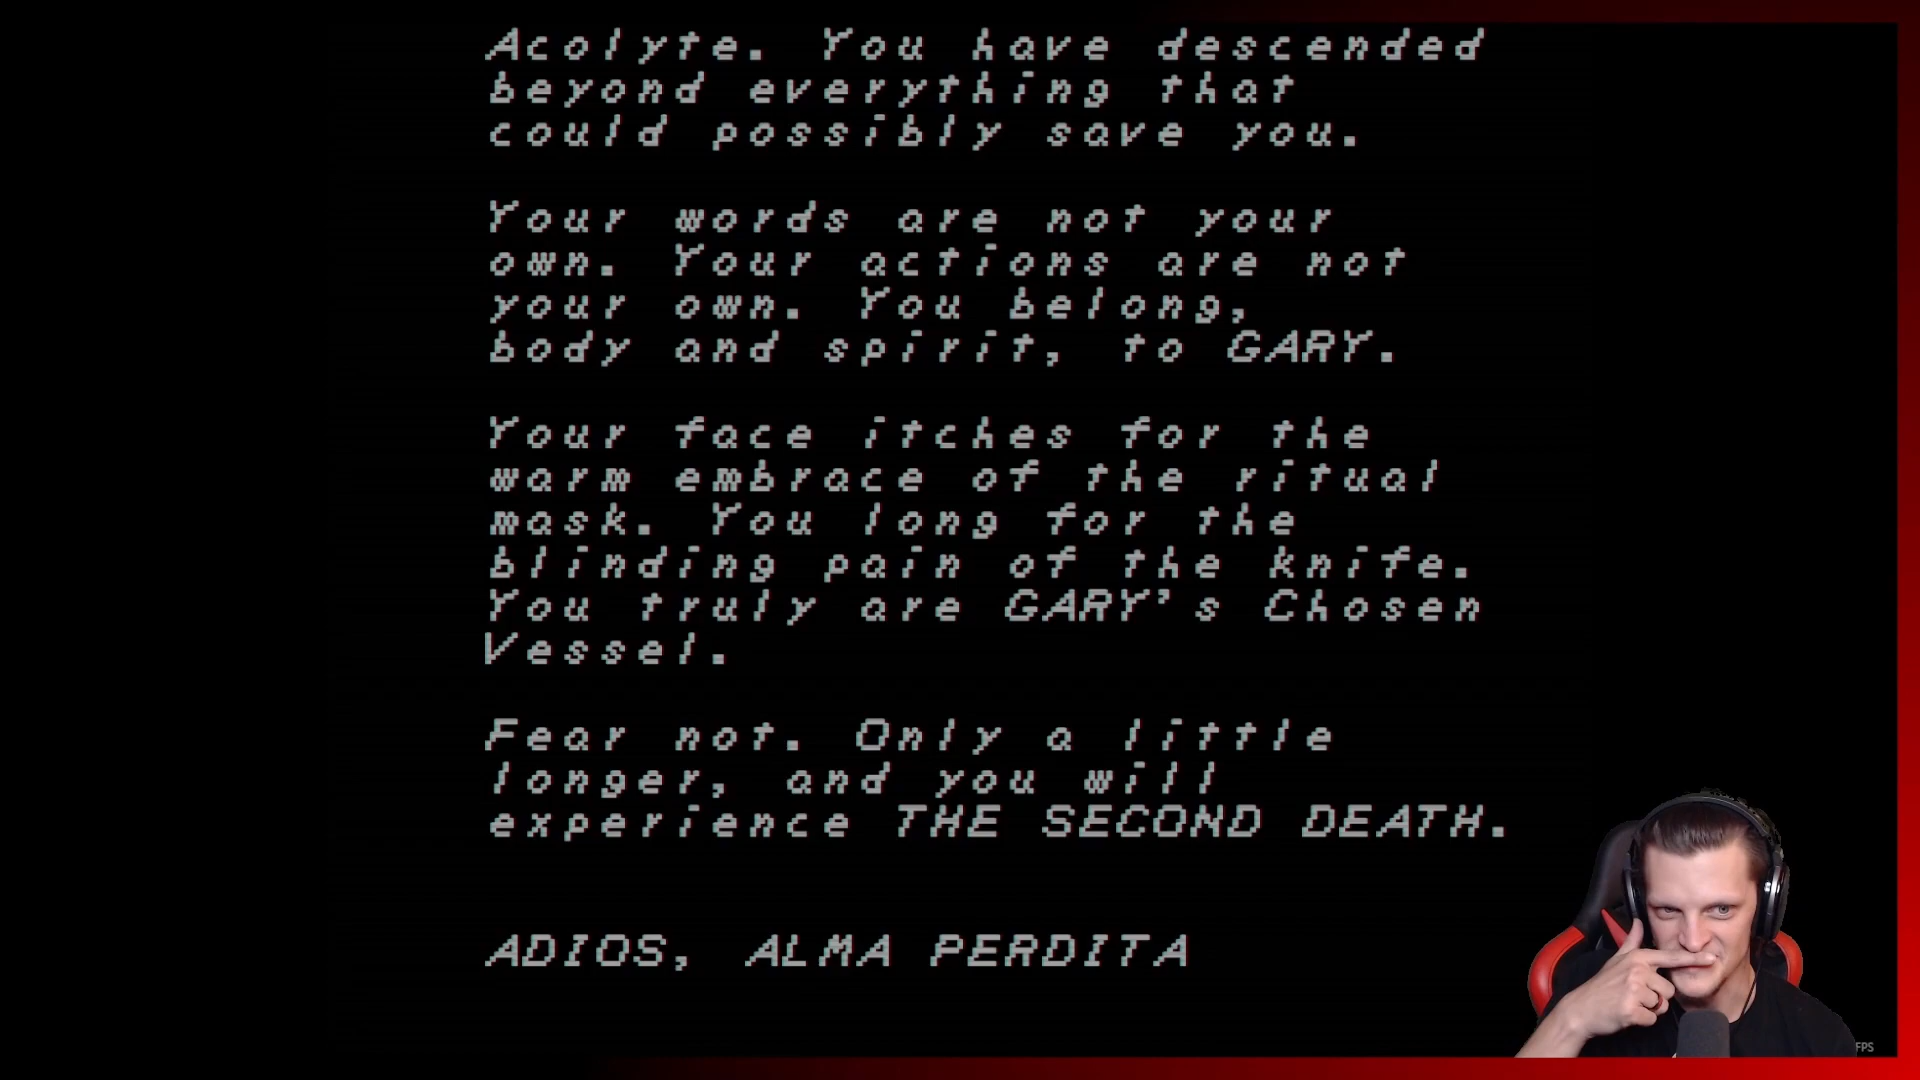 Acolyte. You have descended
beyond everything that
could possibly save you.
Your words are not your
own. Your actions are not
your own. You belong,
body and spirit, to GARY.
Your face itches for the
warm embrace of the ritual
mask. You long for the
blinding pain of the knife.
You truly are GARY's Chosen
Vessel.
Fear not. Only a little
longer, and you will
experience THE SECOND DEATH.
ADIOS, ALMA PERDITA
FPS